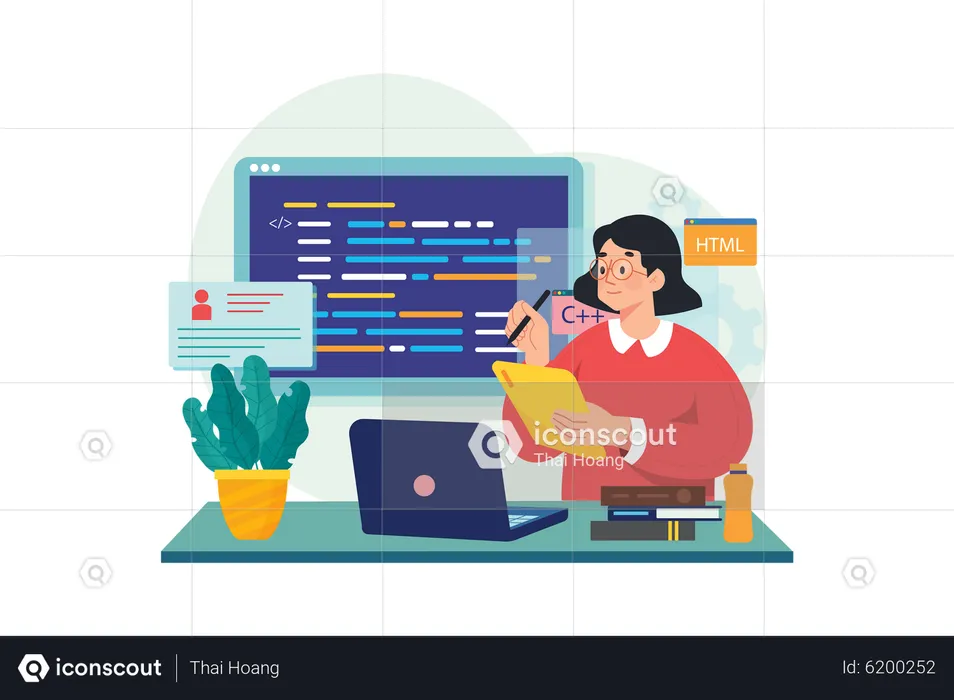 </>
HTML
C++
iconscout
Thai Hoang
iconscout
Thai Hoang
Id: 6200252